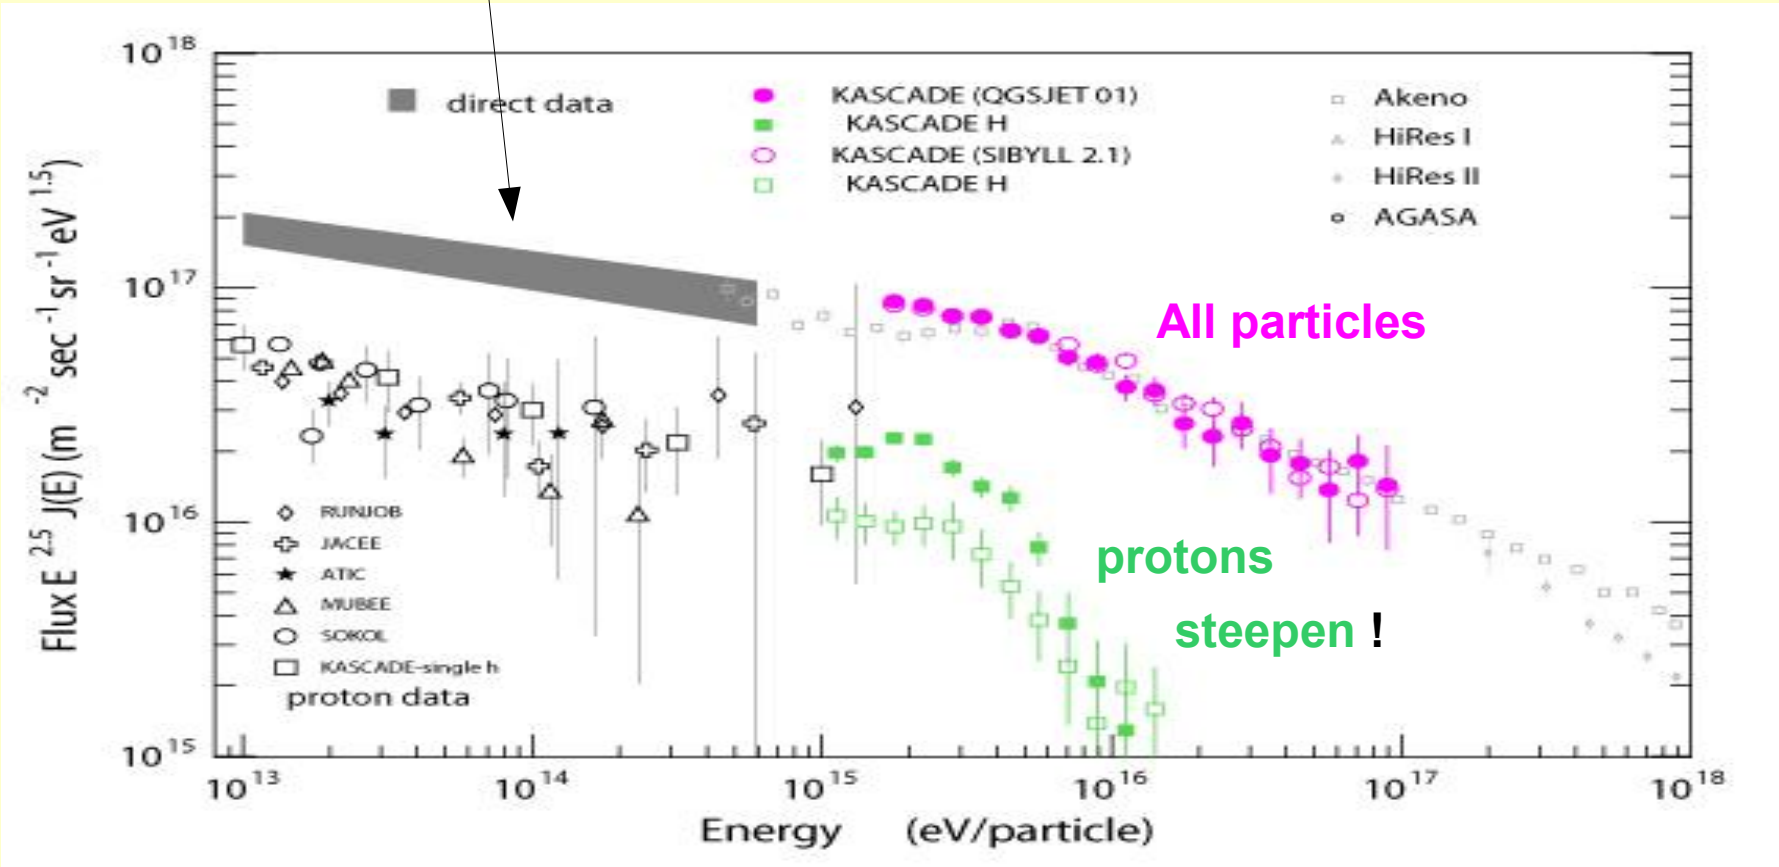 10^18
10^17
10^16
10^15
Flux E^2.5 J(E) (m^-2 sec^-1 sr^-1 eV^1.5)
direct data
KASCADE (QGSJET 01)
KASCADE H
KASCADE (SIBYLL 2.1)
KASCADE H
Akeno
HiRes I
HiRes II
AGASA
All particles
protons
steepen !
RUNJOB
JACEE
ATIC
MUBEE
SOKOL
KASCADE-single h
proton data
10^13 10^14 10^15 10^16 10^17 10^18
Energy (eV/particle)